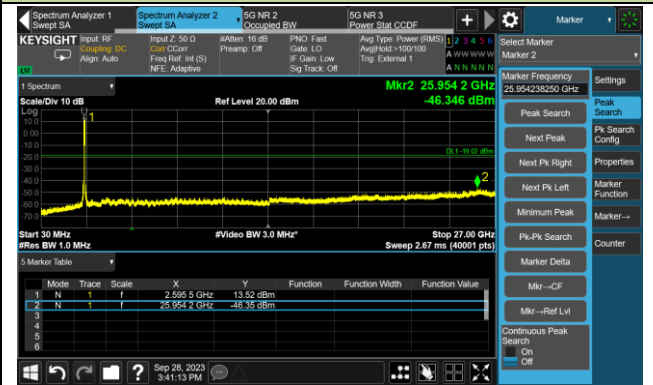 Spectrum Analyzer 1
Swept SA
Spectrum Analyzer 2
Swept SA
5G NR 2
Occupied BW
5G NR 3
Power Stat CCDF
Marker
KEYSIGHT
Input: RF
Coupling: DC
Align: Auto
Input Z: 50 Ω
Corr CCorr
Freq Ref: Int (S)
NFE: Adaptive
#Atten: 16 dB
Preamp: Off
PNO: Fast
Gate: LO
IF Gain: Low
Sig Track: Off
Avg Type: Power (RMS)
Avg|Hold:>100/100
Trig: External 1
1 2 3 4 5 6
A W W W W W
A N N N N N
Select Marker
Marker 2
1 Spectrum
Mkr2 25.954 2 GHz
-46.346 dBm
Scale/Div 10 dB
Ref Level 20.00 dBm
Log
10.0
0.00
-10.0
-20.0
-30.0
-40.0
-50.0
-60.0
-70.0
1
DL1 -19.02 dBm
2
Start 30 MHz
#Res BW 1.0 MHz
#Video BW 3.0 MHz*
Stop 27.00 GHz
Sweep 2.67 ms (40001 pts)
5 Marker Table
Mode Trace Scale X Y Function Function Width Function Value
1 N 1 f 2.595 5 GHz 13.52 dBm
2 N 1 f 25.954 2 GHz -46.35 dBm
3
4
5
6
Marker Frequency
25.954238250 GHz
Peak Search
Next Peak
Next Pk Right
Next Pk Left
Minimum Peak
Pk-Pk Search
Marker Delta
Mkr→CF
Mkr→Ref Lvl
Continuous Peak
Search
On
Off
Settings
Peak
Search
Pk Search
Config
Properties
Marker
Function
Marker→
Counter
Sep 28, 2023
3:41:13 PM